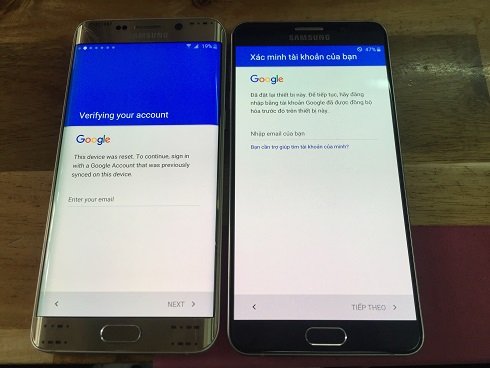 SAMSUNG
19%
Verifying your account
Google
This device was reset. To continue, sign in
with a Google Account that was previously
synced on this device.
Enter your email
NEXT
SAMSUNG
47%
Xác minh tài khoản của bạn
Google
Đã đặt lại thiết bị này. Để tiếp tục, hãy đăng
nhập bằng tài khoản Google đã được đồng bộ
hóa trước đó trên thiết bị này.
Nhập email của bạn
Bạn cần trợ giúp tìm tài khoản của mình?
TIẾP THEO